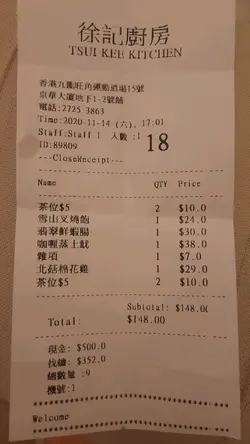 徐記廚房
TSUI KEE KITCHEN
香港九龍旺角運動道場15號
京華大廈地下1-2號舖
電話:2725 3863
Time:2020-11-14 (六), 17:01
Staff:Staff 1 人數 :1 18
ID:89809
---CloseReceipt---
Name QTY Price
茶位$5 2 $10.0
雪山叉燒飽 3 $24.0
翡翠鮮蝦腸 1 $30.0
咖喱蒸土魷 1 $38.0
雜項 1 $7.0
北菇棉花雞 1 $29.0
茶位$5 2 $10.0
Subtotal: $148.00
Total: $148.00
現金: $500.0
找續: $352.0
總數量 :9
機號:1
Welcome